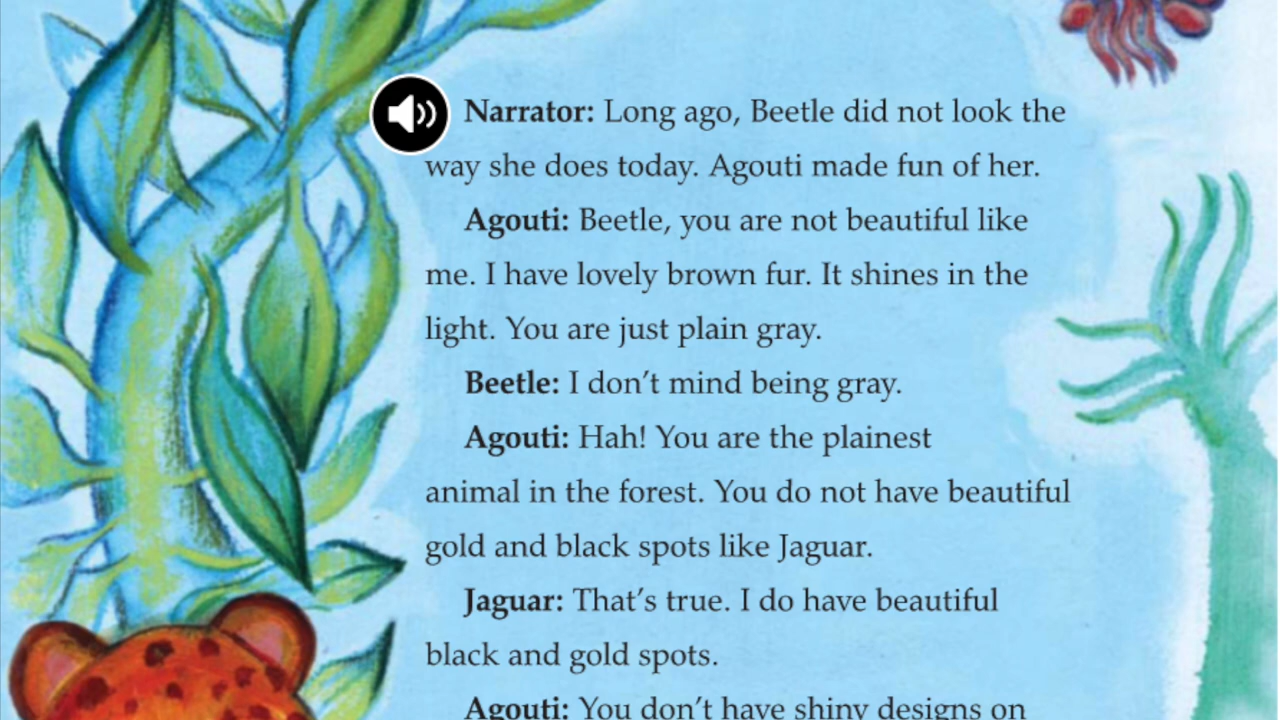 Narrator: Long ago, Beetle did not look the
way she does today. Agouti made fun of her.
Agouti: Beetle, you are not beautiful like
me. I have lovely brown fur. It shines in the
light. You are just plain gray.
Beetle: I don’t mind being gray.
Agouti: Hah! You are the plainest
animal in the forest. You do not have beautiful
gold and black spots like Jaguar.
Jaguar: That’s true. I do have beautiful
black and gold spots.
Agouti: You don’t have shiny designs on